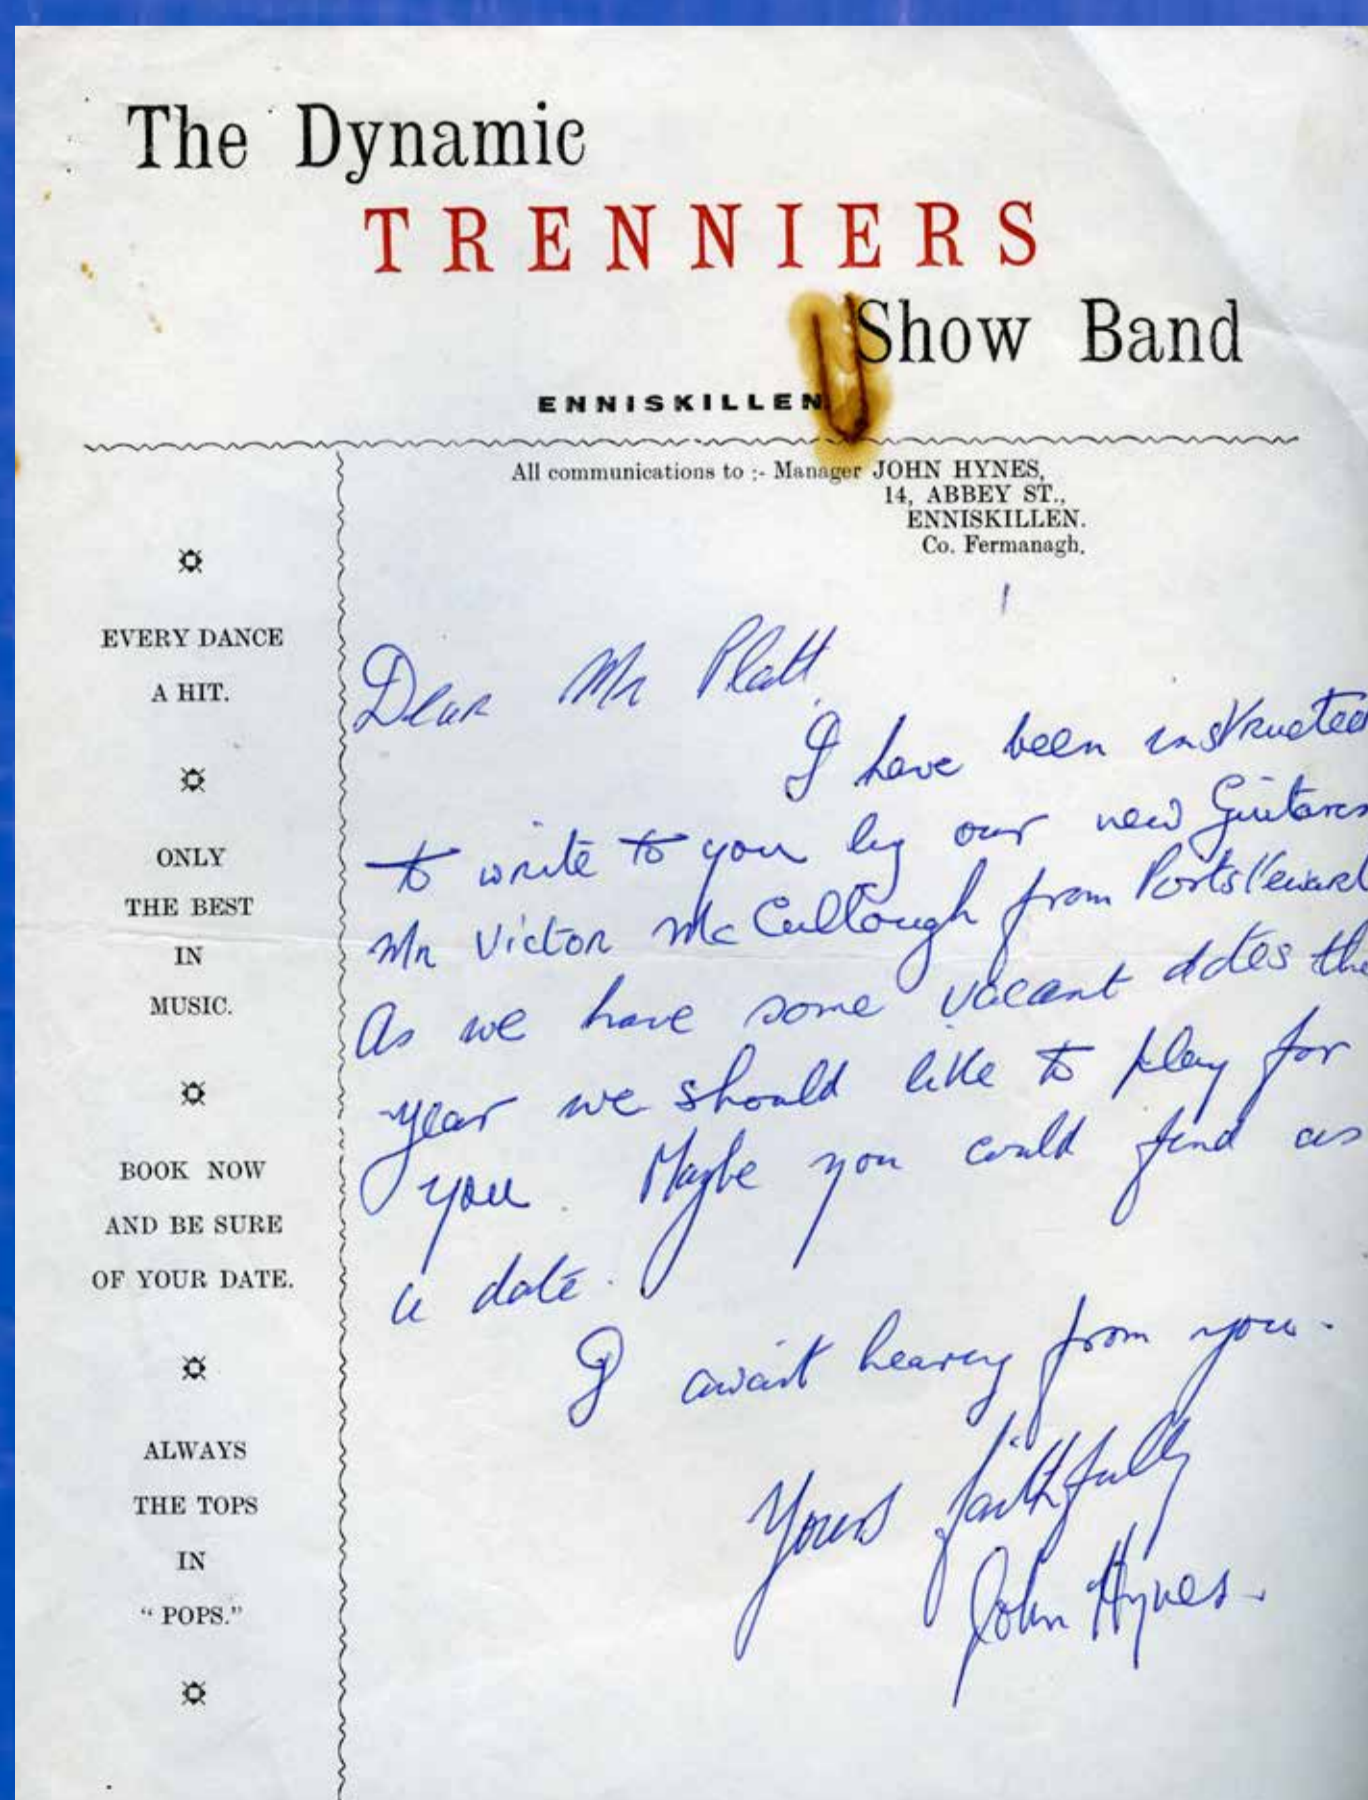 The Dynamic
TRENNIERS
Show Band
ENNISKILLEN
All communications to :- Manager JOHN HYNES,
14, ABBEY ST.,
ENNISKILLEN.
Co. Fermanagh.
EVERY DANCE
A HIT.
ONLY
THE BEST
IN
MUSIC.
BOOK NOW
AND BE SURE
OF YOUR DATE.
ALWAYS
THE TOPS
IN
" POPS."
Dear Mr Platt
I have been instructed
to write to you by our new
Mr Victor McCullough from Portstewart
As we have some vacant dates
year we should like to play for
you. Maybe you could find us
a date.
I await hearing from you.
Yours faithfully
John Hynes.